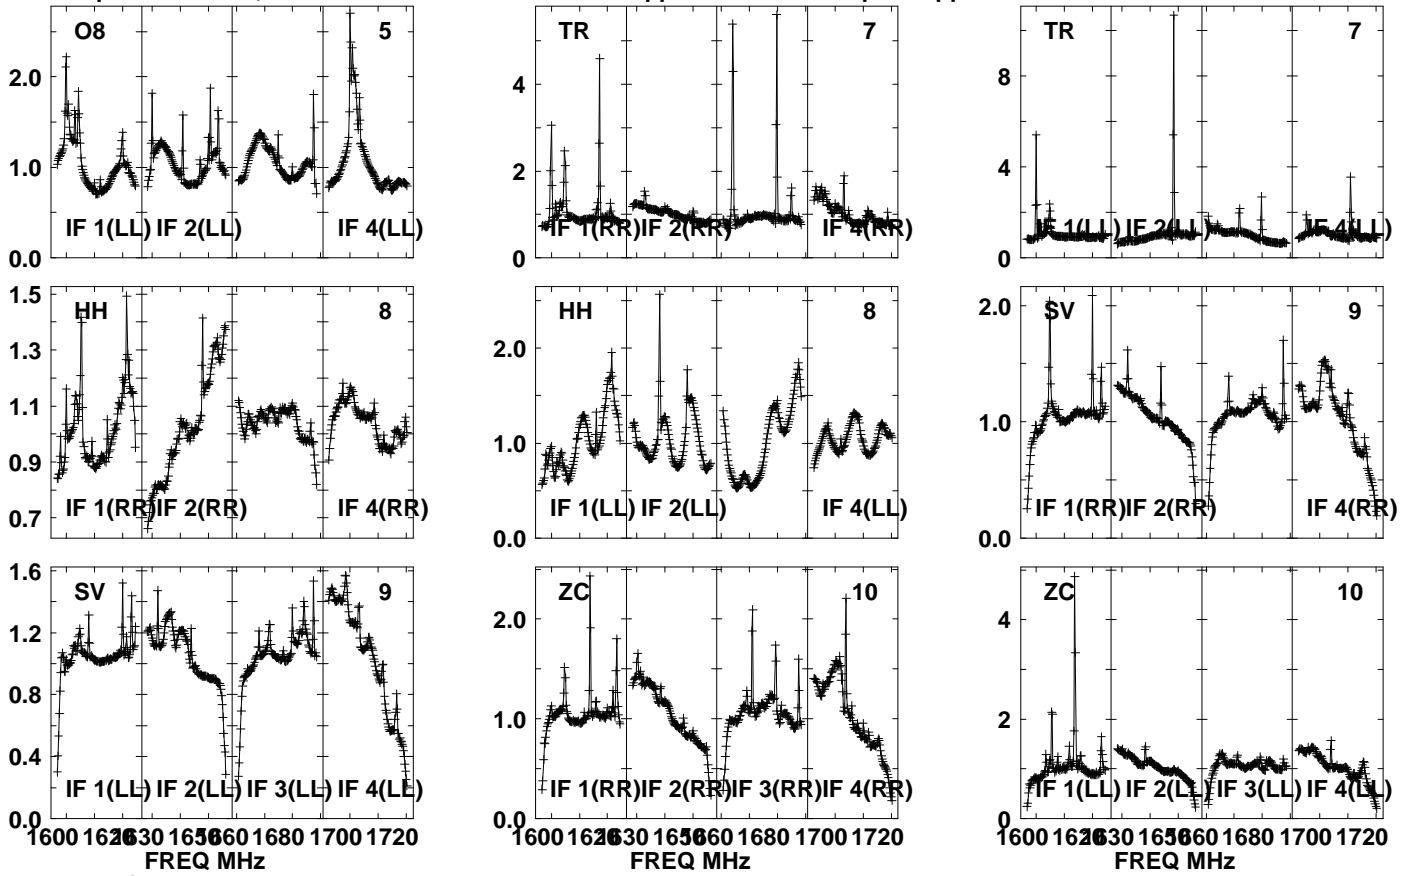 O8 5 TR 7 TR 7
2.0 4 8
1.0 2 4
IF 1(LL) IF 2(LL) IF 4(LL) IF 1(RR) IF 2(RR) IF 4(RR) IF 1(LL) IF 2(LL) IF 4(LL)
0.0 0 0
1.5 HH 8 HH 8 2.0 SV 9
1.3 2.0
1.1 1.0 1.0
0.9
0.7 IF 1(RR) IF 2(RR) IF 4(RR) IF 1(LL) IF 2(LL) IF 4(LL) IF 1(RR) IF 2(RR) IF 4(RR)
0.0 0.0
1.6 SV 9 ZC 10 ZC 10
1.2 2.0 4
0.8 1.0 2
0.4 IF 1(LL) IF 2(LL) IF 3(LL) IF 4(LL) IF 1(RR) IF 2(RR) IF 3(RR) IF 4(RR) IF 1(LL) IF 2(LL) IF 3(LL) IF 4(LL)
0.0 0.0 0
1600 1620 1630 1650 1660 1680 1700 1720 1600 1620 1630 1650 1660 1680 1700 1720 1600 1620 1630 1650 1660 1680 1700 1720
FREQ MHz FREQ MHz FREQ MHz